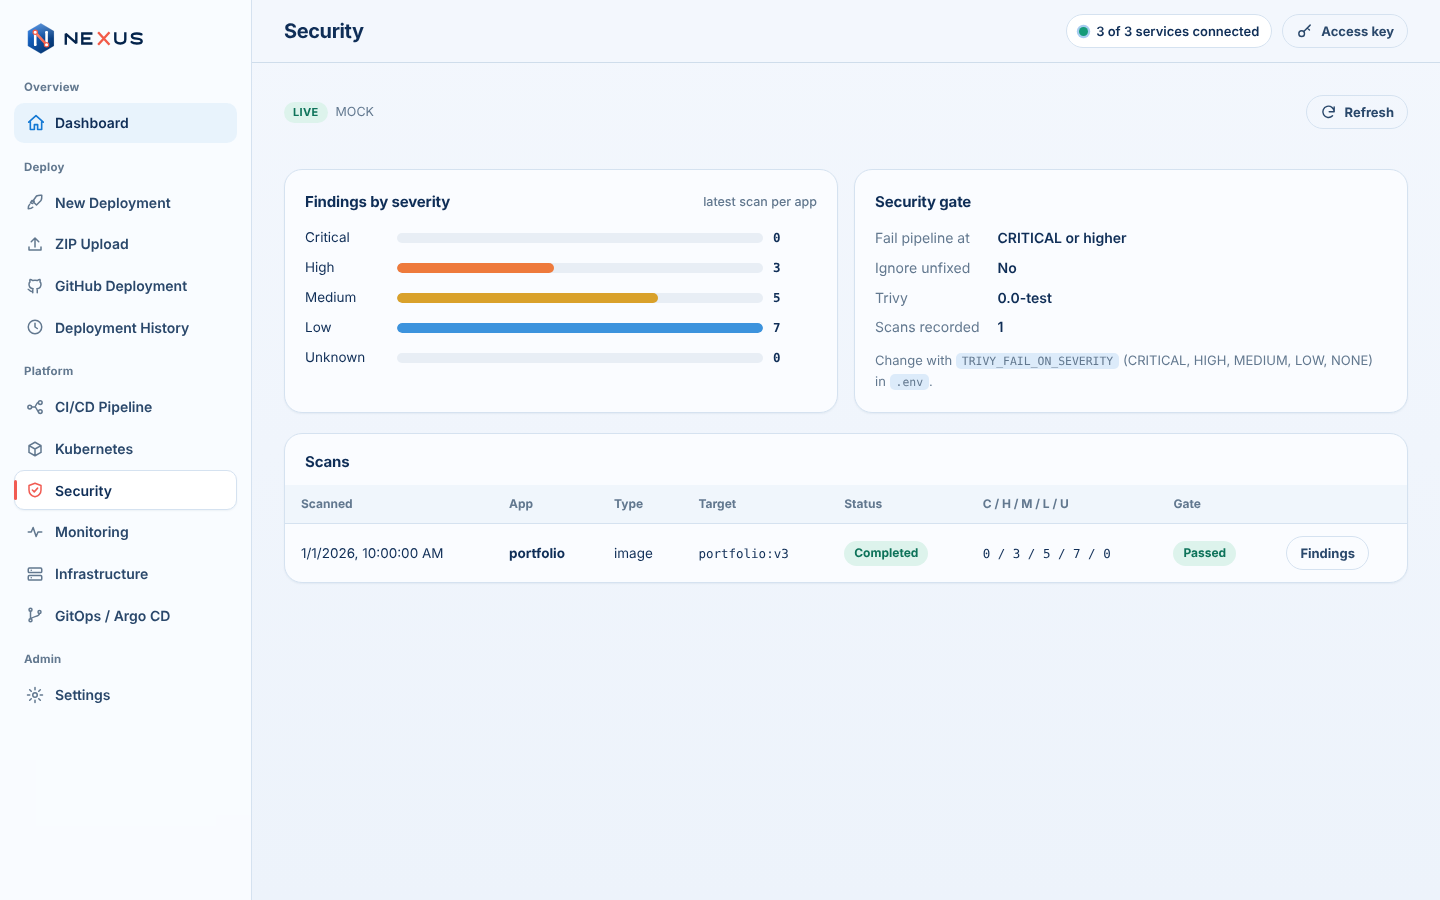 NEXUS
Overview
Dashboard
Deploy
New Deployment
ZIP Upload
GitHub Deployment
Deployment History
Platform
CI/CD Pipeline
Kubernetes
Security
Monitoring
Infrastructure
GitOps / Argo CD
Admin
Settings
Security
3 of 3 services connected
Access key
LIVE MOCK
Refresh
Findings by severity latest scan per app
Critical 0
High 3
Medium 5
Low 7
Unknown 0
Security gate
Fail pipeline at CRITICAL or higher
Ignore unfixed No
Trivy 0.0-test
Scans recorded 1
Change with TRIVY_FAIL_ON_SEVERITY (CRITICAL, HIGH, MEDIUM, LOW, NONE)
in .env.
Scans
Scanned App Type Target Status C / H / M / L / U Gate
1/1/2026, 10:00:00 AM portfolio image portfolio:v3 Completed 0 / 3 / 5 / 7 / 0 Passed Findings